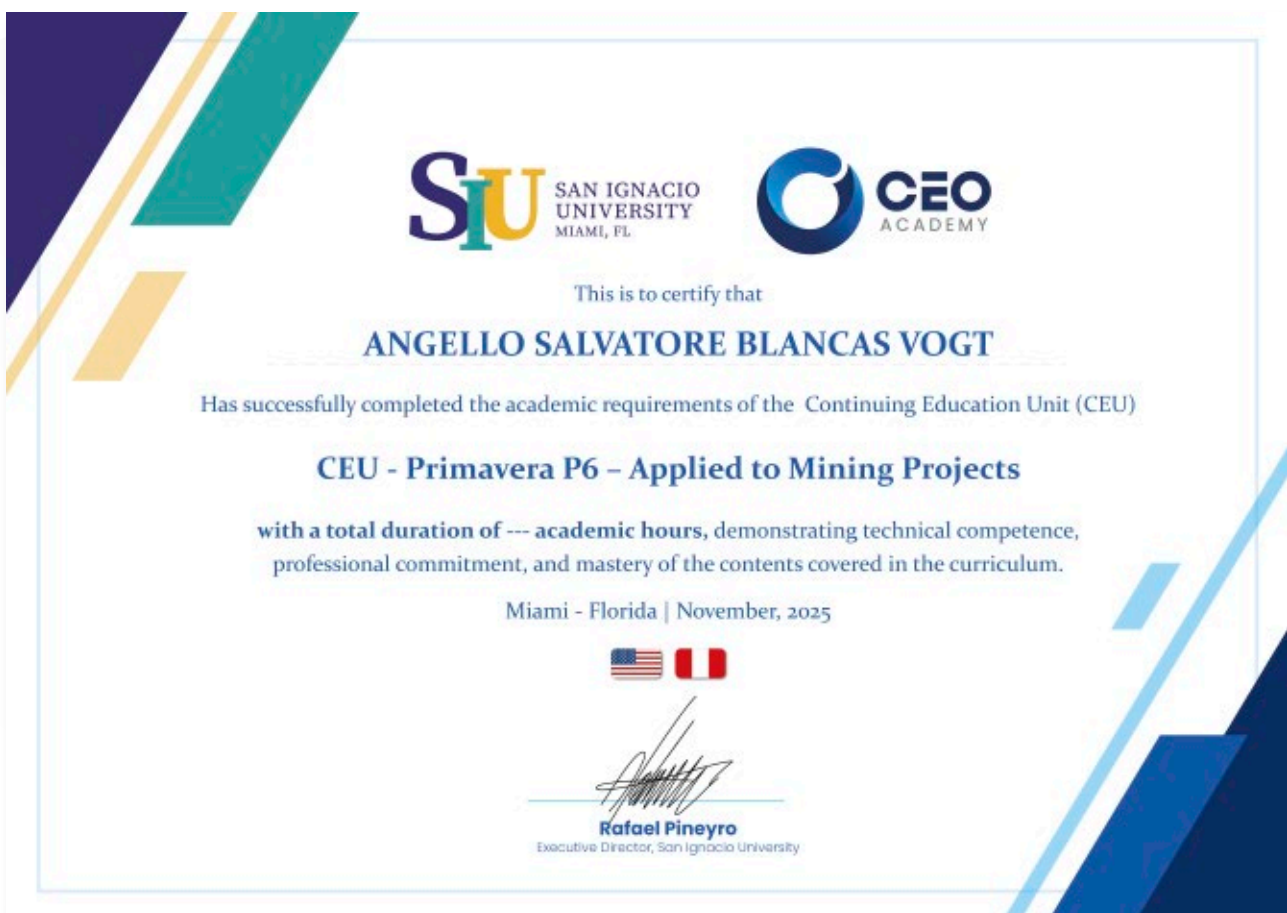 SIU
SAN IGNACIO
UNIVERSITY
MIAMI, FL
CEO
ACADEMY
This is to certify that
ANGELLO SALVATORE BLANCAS VOGT
Has successfully completed the academic requirements of the Continuing Education Unit (CEU)
CEU - Primavera P6 – Applied to Mining Projects
with a total duration of --- academic hours, demonstrating technical competence,
professional commitment, and mastery of the contents covered in the curriculum.
Miami - Florida | November, 2025
Rafael Pineyro
Executive Director, San Ignacio University